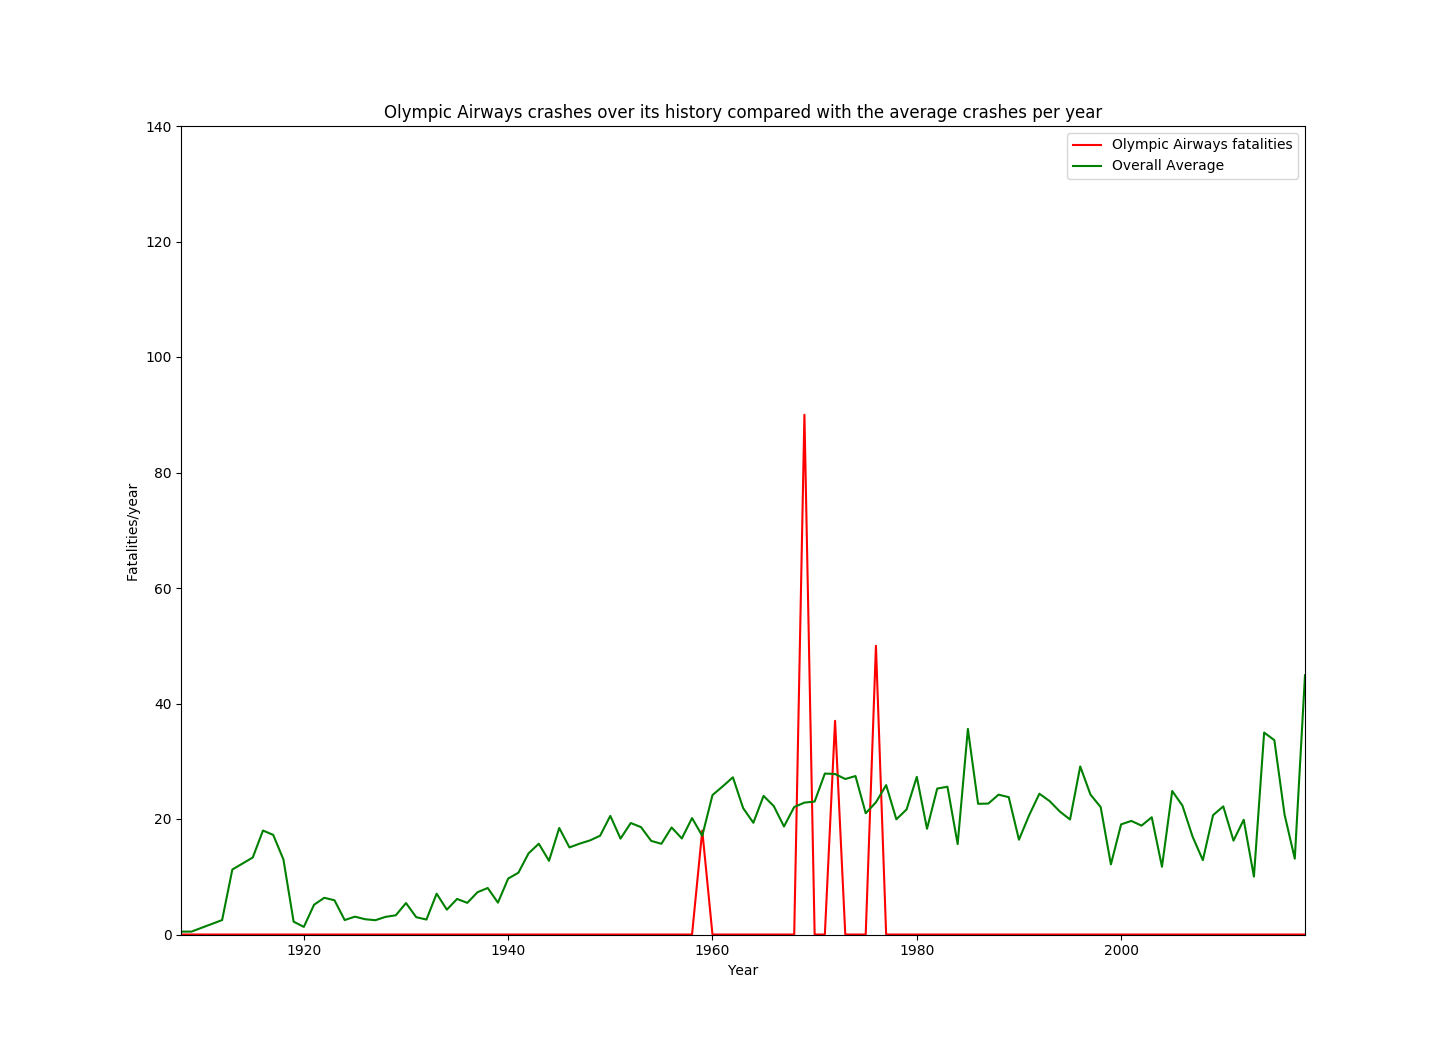 Olympic Airways crashes over its history compared with the average crashes per year
Olympic Airways fatalities
Overall Average
140
120
100
80
60
40
20
0
Fatalities/year
1920
1940
1960
1980
2000
Year